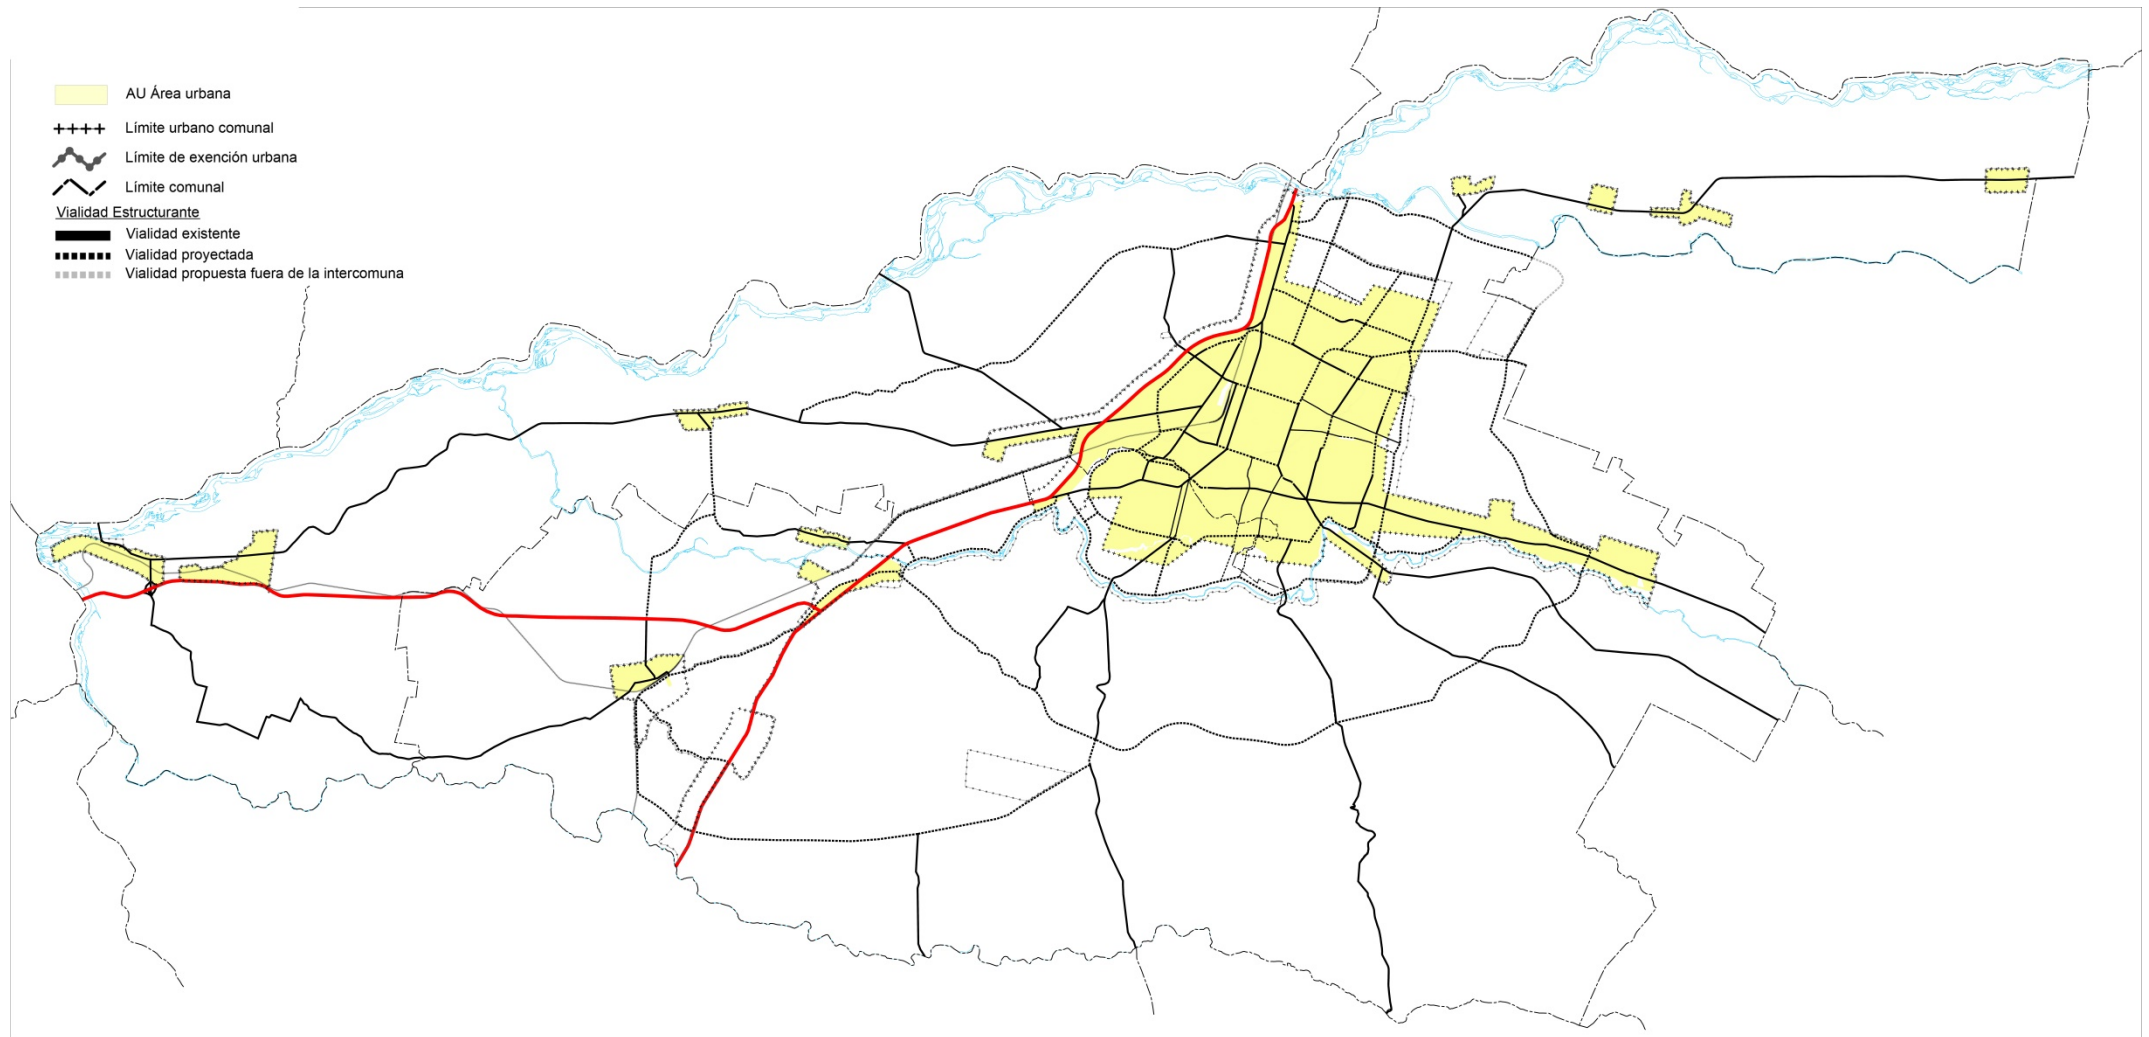 AU Área urbana
Límite urbano comunal
Límite de exención urbana
Límite comunal
Vialidad Estructurante
Vialidad existente
Vialidad proyectada
Vialidad propuesta fuera de la intercomuna